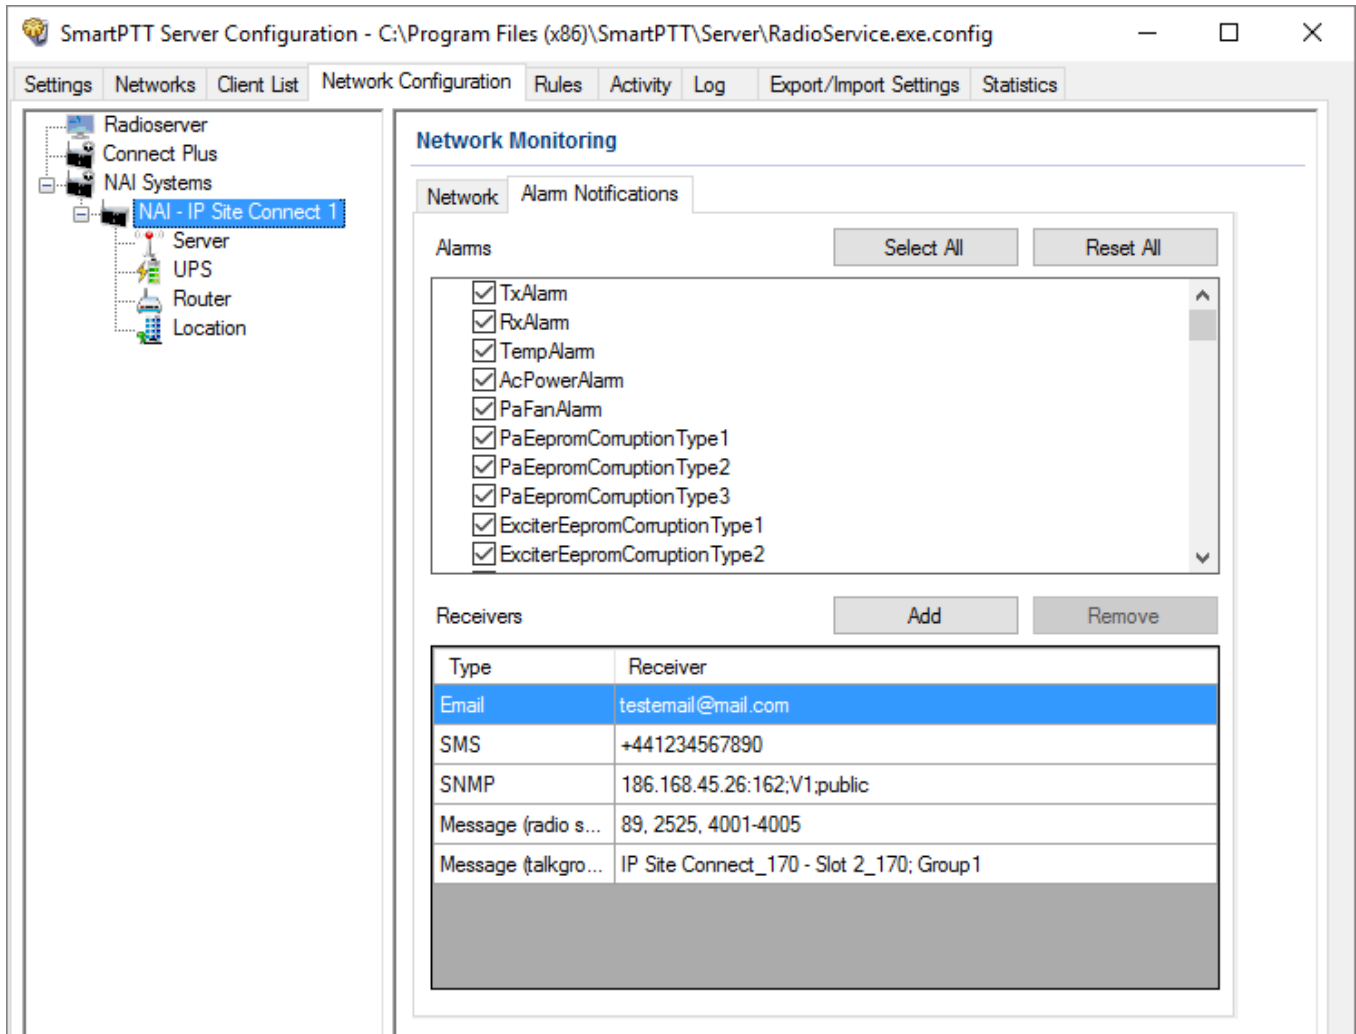 SmartPTT Server Configuration - C:\Program Files (x86)\SmartPTT\Server\RadioService.exe.config
Settings Networks Client List Network Configuration Rules Activity Log Export/Import Settings Statistics
Radioserver
Connect Plus
NAI Systems
NAI - IP Site Connect 1
Server
UPS
Router
Location
Network Monitoring
Network Alarm Notifications
Alarms Select All Reset All
TxAlarm
RxAlarm
TempAlarm
AcPowerAlarm
PaFanAlarm
PaEepromCorruptionType1
PaEepromCorruptionType2
PaEepromCorruptionType3
ExciterEepromCorruptionType1
ExciterEepromCorruptionType2
Receivers Add Remove
Type Receiver
Email testemail@mail.com
SMS +441234567890
SNMP 186.168.45.26:162;V1;public
Message (radio s... 89, 2525, 4001-4005
Message (talkgro... IP Site Connect_170 - Slot 2_170; Group1